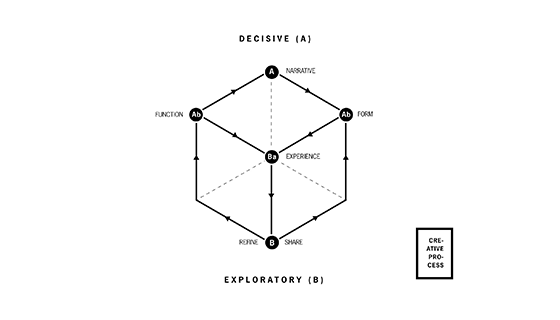 DECISIVE (A)
A NARRATIVE
FUNCTION Ab Ab FORM
Ba EXPERIENCE
REFINE B SHARE
EXPLORATORY (B)
CRE-
ATIVE
PRO-
CESS